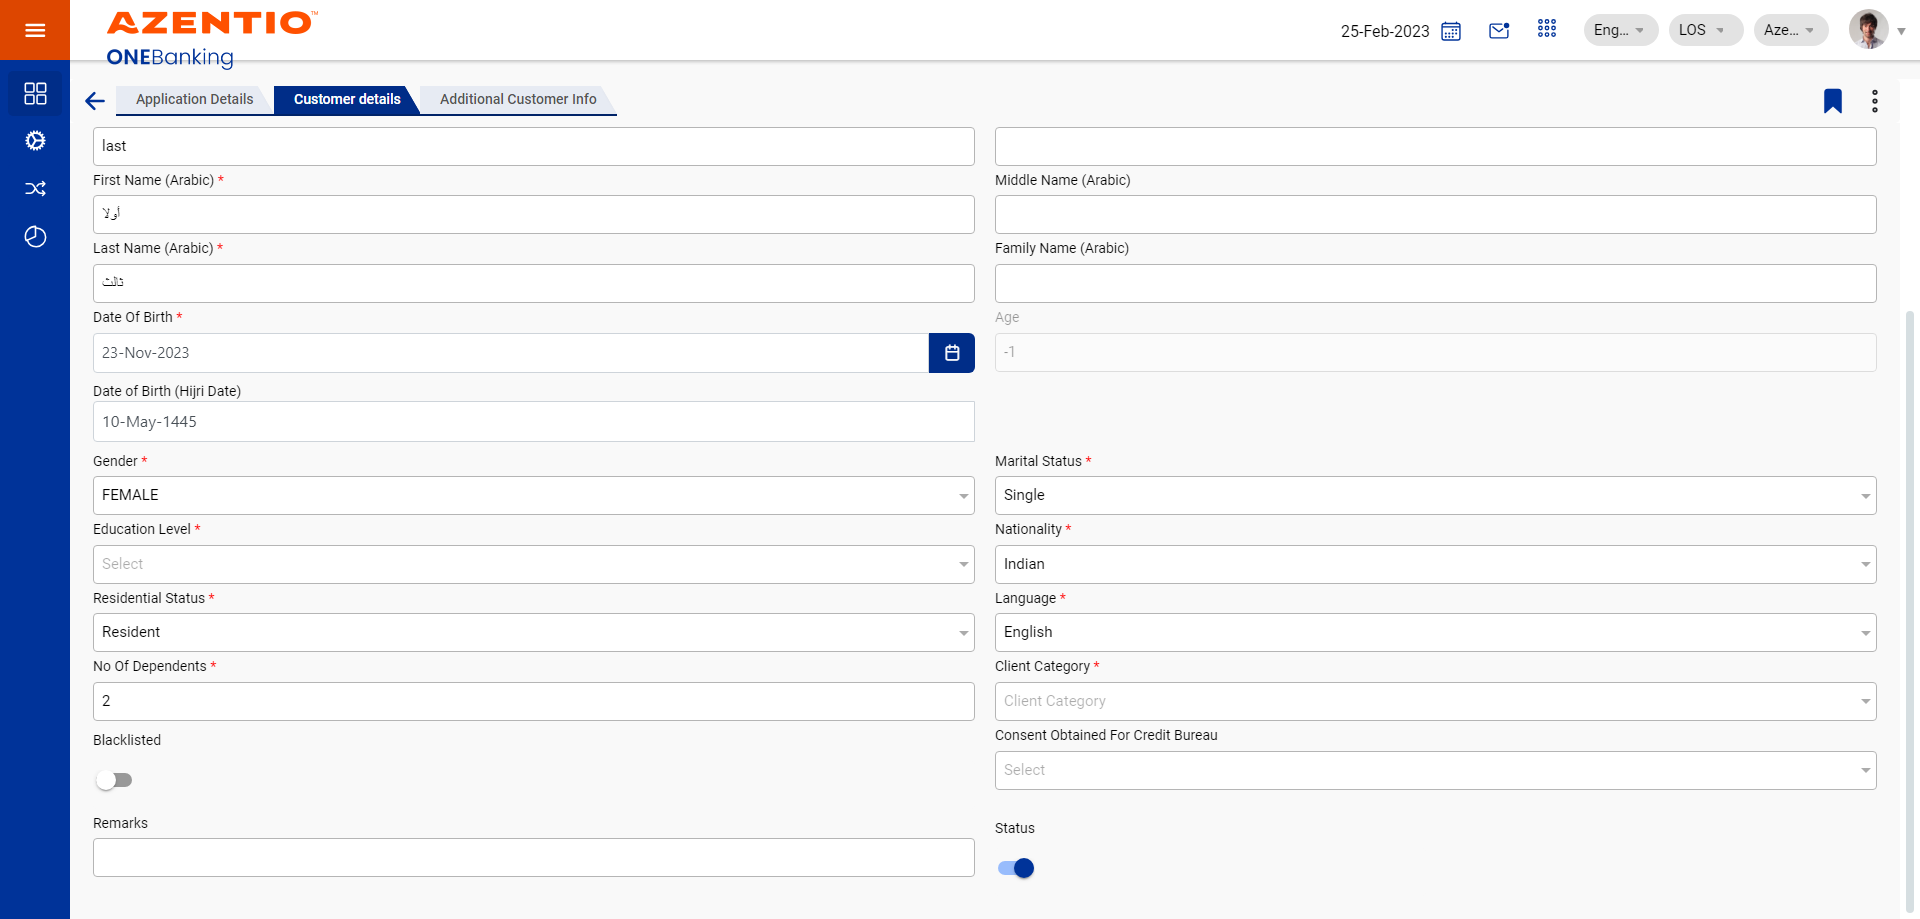 AZENTIO™
ONEBanking
25-Feb-2023
Eng...
LOS
Aze...
Application Details
Customer details
Additional Customer Info
last
First Name (Arabic) *
Middle Name (Arabic)
أولا
Last Name (Arabic) *
Family Name (Arabic)
ثالث
Date Of Birth *
Age
23-Nov-2023
-1
Date of Birth (Hijri Date)
10-May-1445
Gender *
Marital Status *
FEMALE
Single
Education Level *
Nationality *
Select
Indian
Residential Status *
Language *
Resident
English
No Of Dependents *
Client Category *
2
Client Category
Blacklisted
Consent Obtained For Credit Bureau
Select
Remarks
Status